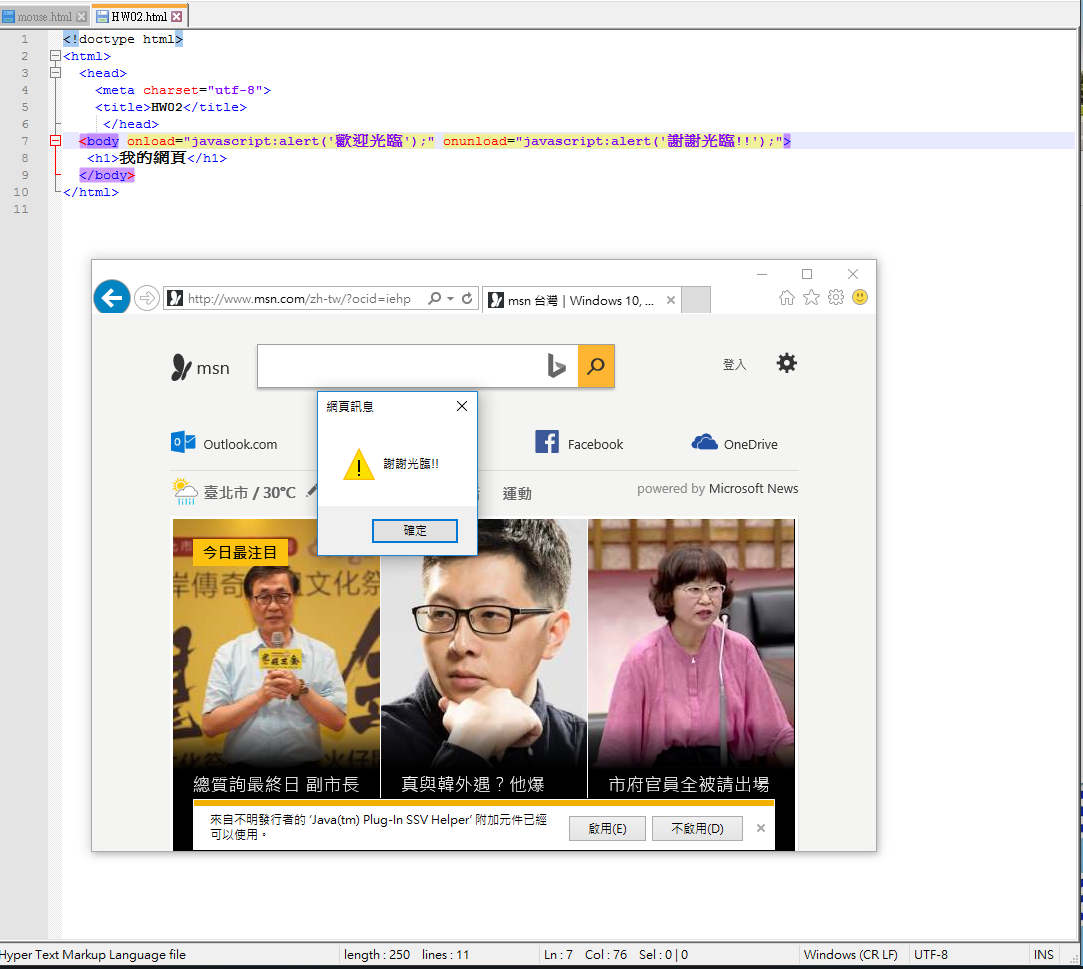 mouse.html HW02.html
1 <!doctype html>
2 <html>
3 <head>
4 <meta charset="utf-8">
5 <title>HW02</title>
6 </head>
7 <body onload="javascript:alert('歡迎光臨');" onunload="javascript:alert('謝謝光臨!!');">
8 <h1>我的網頁</h1>
9 </body>
10 </html>
11
http://www.msn.com/zh-tw/?ocid=iehp msn 台灣 | Windows 10, ...
msn 登入
網頁訊息
Outlook.com Facebook OneDrive
謝謝光臨!!
臺北市 / 30°C 運動 powered by Microsoft News
確定
今日最注目
岸傳奇 文化祭
總質詢最終日 副市長 真與韓外遇？他爆 市府官員全被請出場
來自不明發行者的 'Java(tm) Plug-In SSV Helper' 附加元件已經
可以使用。
啟用(E) 不啟用(D)
Hyper Text Markup Language file length : 250 lines : 11 Ln : 7 Col : 76 Sel : 0 | 0 Windows (CR LF) UTF-8 INS